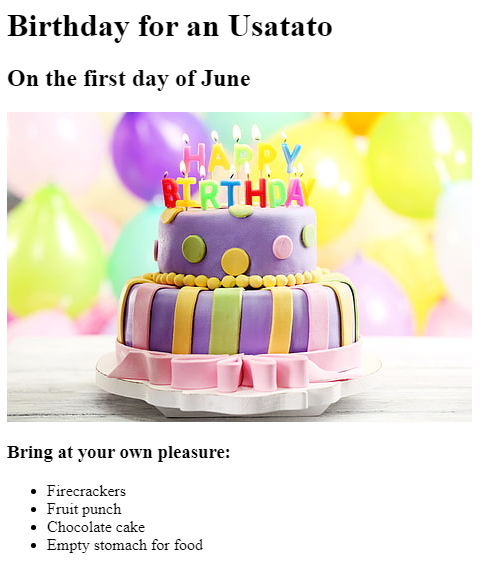 Birthday for an Usatato
On the first day of June
HAPPY
BIRTHDAY
Bring at your own pleasure:
Firecrackers
Fruit punch
Chocolate cake
Empty stomach for food